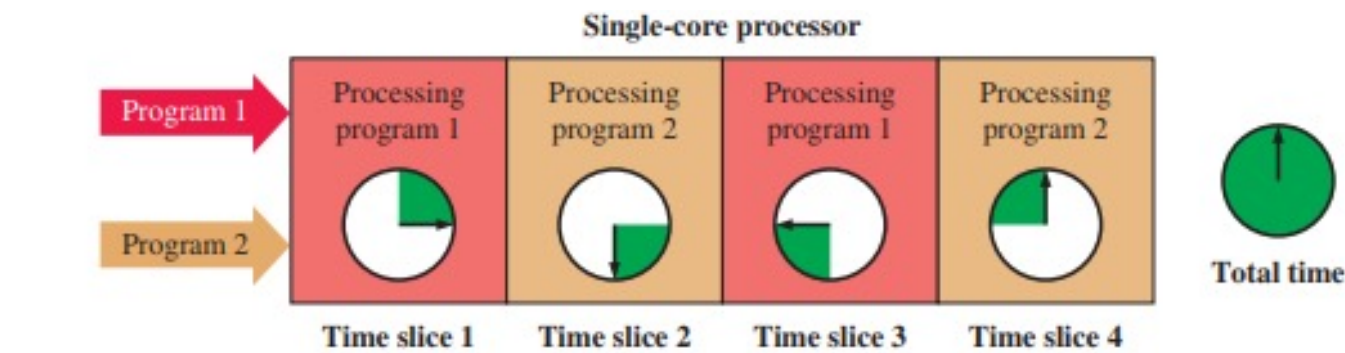 Single-core processor
Program 1
Program 2
Processing
program 1
Processing
program 2
Processing
program 1
Processing
program 2
Total time
Time slice 1
Time slice 2
Time slice 3
Time slice 4